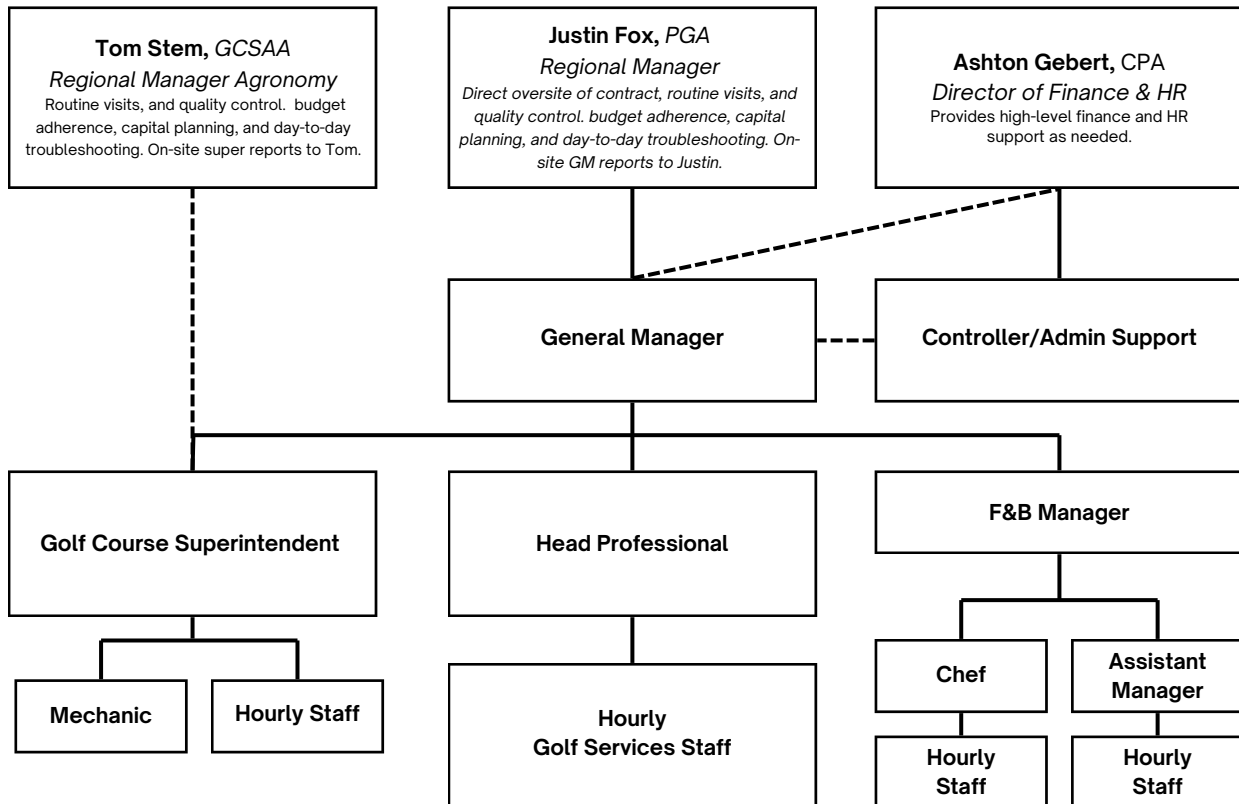 Tom Stem, GCSAA
Regional Manager Agronomy
Routine visits, and quality control.  budget
adherence, capital planning, and day-to-day
troubleshooting. On-site super reports to Tom.
Justin Fox, PGA
Regional Manager
Direct oversite of contract, routine visits, and
quality control. budget adherence, capital
planning, and day-to-day troubleshooting. On-
site GM reports to Justin.
Ashton Gebert, CPA
Director of Finance & HR
Provides high-level finance and HR
support as needed.
General Manager
Controller/Admin Support
Golf Course Superintendent
Head Professional
F&B Manager
Mechanic
Hourly Staff
Hourly
Golf Services Staff
Chef
Assistant
Manager
Hourly
Staff
Hourly
Staff